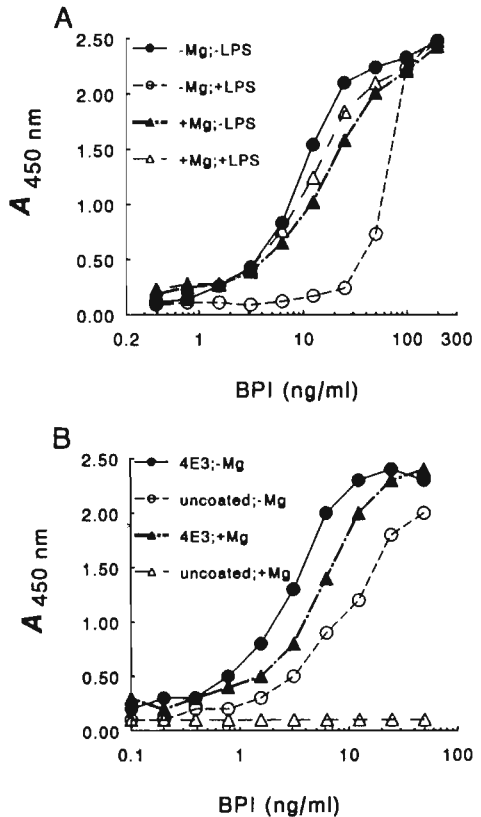 A
2.50
2.00
1.50
1.00
0.50
0.00
A 450 nm
-Mg;-LPS
-Mg;+LPS
+Mg;-LPS
+Mg;+LPS
0.2 1 10 100 300
BPI (ng/ml)
B
2.50
2.00
1.50
1.00
0.50
0.00
A 450 nm
4E3;-Mg
uncoated;-Mg
4E3;+Mg
uncoated;+Mg
0.1 1 10 100
BPI (ng/ml)